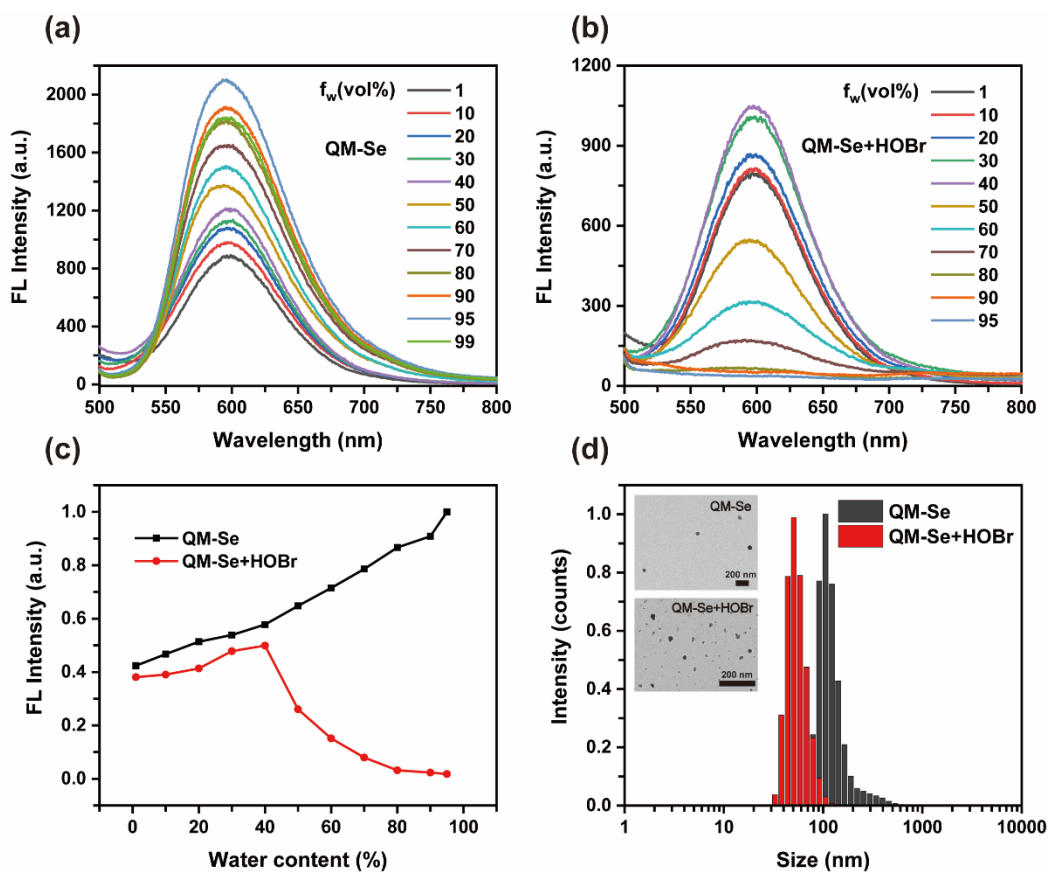 (a)
FL Intensity (a.u.)
2000
1600
1200
800
400
0
500
550
600
650
700
750
800
Wavelength (nm)
fw(vol%)
QM-Se
1
10
20
30
40
50
60
70
80
90
95
99
(b)
FL Intensity (a.u.)
1200
900
600
300
0
500
550
600
650
700
750
800
Wavelength (nm)
fw(vol%)
QM-Se+HOBr
1
10
20
30
40
50
60
70
80
90
95
(c)
FL Intensity (a.u.)
1.0
0.8
0.6
0.4
0.2
0.0
0
20
40
60
80
100
Water content (%)
QM-Se
QM-Se+HOBr
(d)
Intensity (counts)
1.0
0.8
0.6
0.4
0.2
0.0
1
10
100
1000
10000
Size (nm)
QM-Se
200 nm
QM-Se+HOBr
200 nm
QM-Se
QM-Se+HOBr